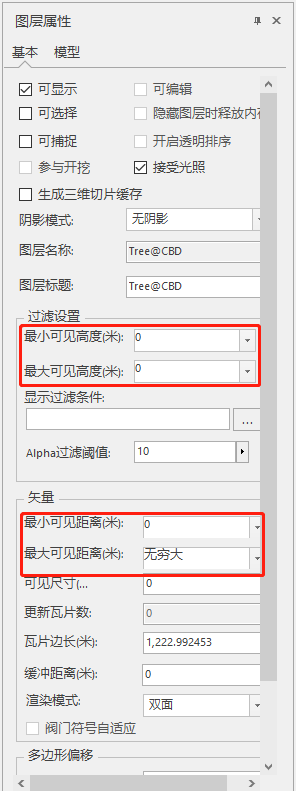 图层属性
基本 模型
可显示 可编辑
可选择 隐藏图层时释放内存
可捕捉 开启透明排序
参与开挖 接受光照
生成三维切片缓存
阴影模式: 无阴影
图层名称: Tree@CBD
图层标题: Tree@CBD
过滤设置
最小可见高度(米): 0
最大可见高度(米): 0
显示过滤条件:
...
Alpha过滤阈值: 10
矢量
最小可见距离(米): 0
最大可见距离(米): 无穷大
可见尺寸(... 0
更新瓦片数: 0
瓦片边长(米): 1,222.992453
缓冲距离(米): 0
渲染模式: 双面
阀门符号自适应
多边形偏移